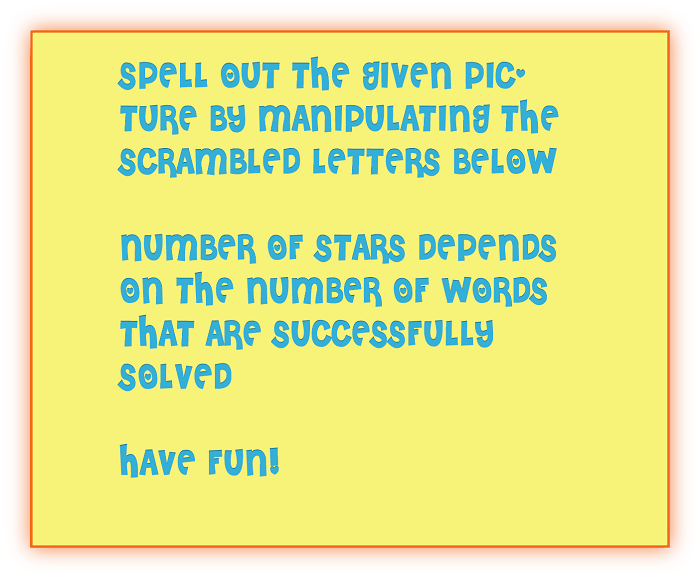 spell out the given pic-
ture by manipulating the
scrambled letters below
number of stars depends
on the number of words
that are successfully
solved
have fun!